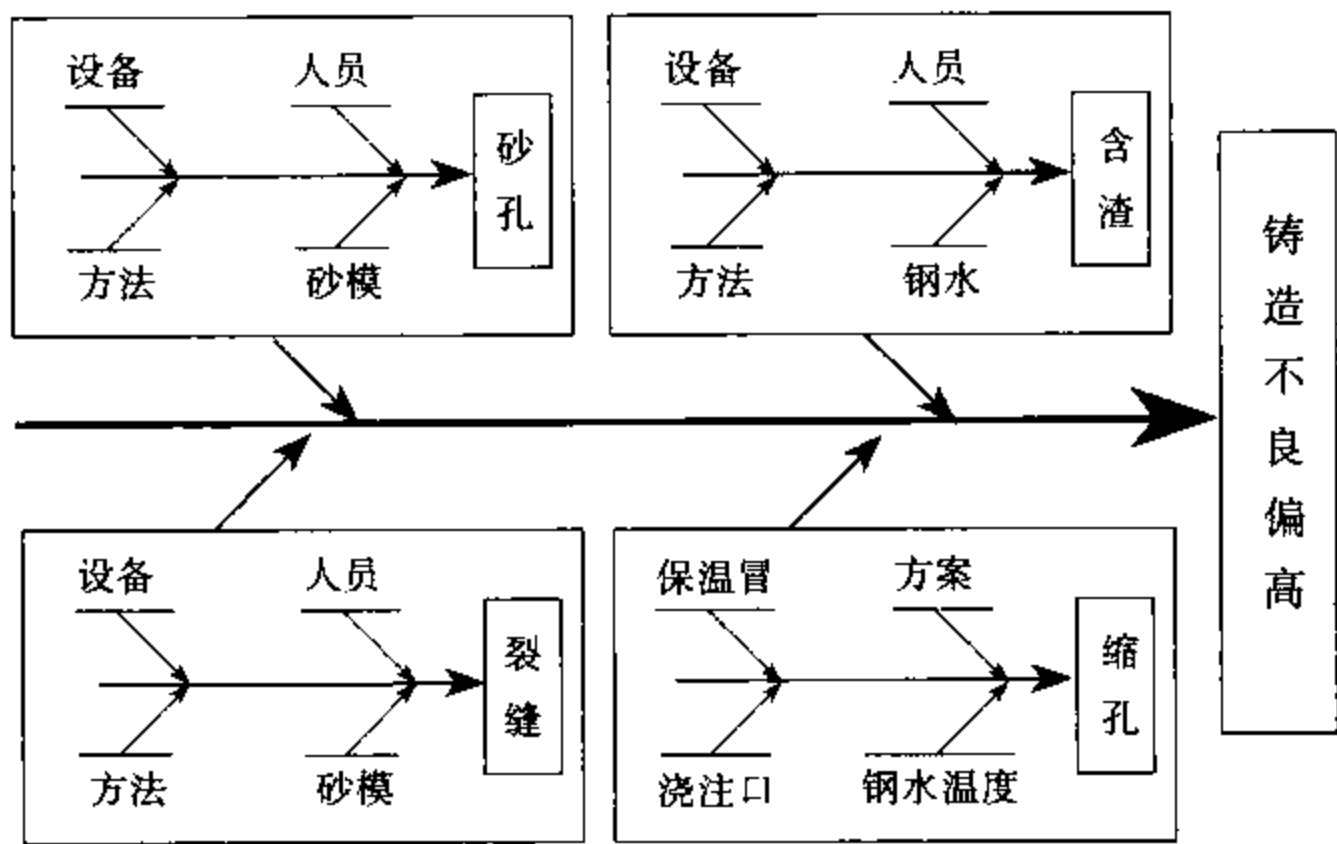 设备
人员
砂孔
方法
砂模
设备
人员
含渣
方法
钢水
铸造不良偏高
设备
人员
裂缝
方法
砂模
保温冒
方案
缩孔
浇注口
钢水温度